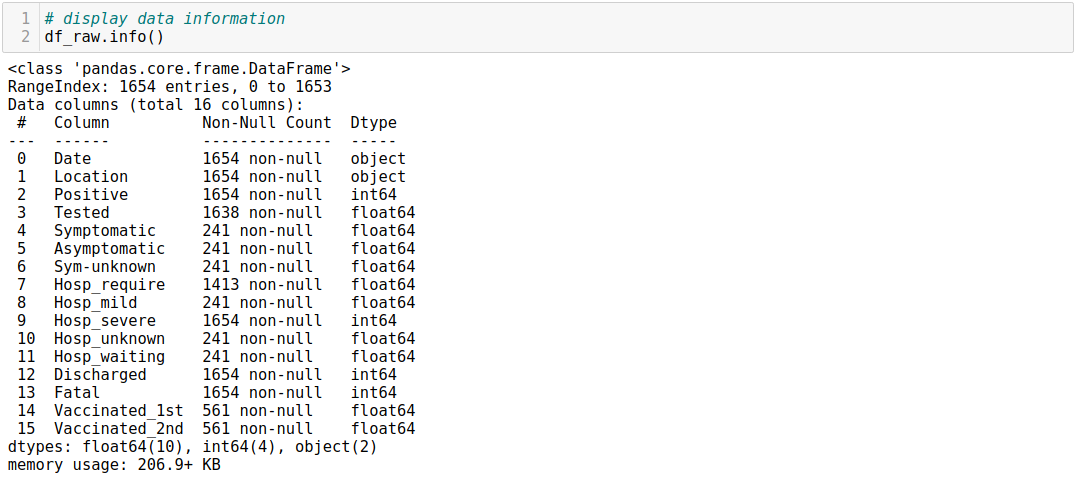 1 # display data information
2 df_raw.info()
<class 'pandas.core.frame.DataFrame'>
RangeIndex: 1654 entries, 0 to 1653
Data columns (total 16 columns):
 #   Column          Non-Null Count  Dtype
---  ------          --------------  -----
 0   Date            1654 non-null   object
 1   Location        1654 non-null   object
 2   Positive        1654 non-null   int64
 3   Tested          1638 non-null   float64
 4   Symptomatic     241 non-null    float64
 5   Asymptomatic    241 non-null    float64
 6   Sym-unknown     241 non-null    float64
 7   Hosp_require    1413 non-null   float64
 8   Hosp_mild       241 non-null    float64
 9   Hosp_severe     1654 non-null   int64
 10  Hosp_unknown    241 non-null    float64
 11  Hosp_waiting    241 non-null    float64
 12  Discharged      1654 non-null   int64
 13  Fatal           1654 non-null   int64
 14  Vaccinated_1st  561 non-null    float64
 15  Vaccinated_2nd  561 non-null    float64
dtypes: float64(10), int64(4), object(2)
memory usage: 206.9+ KB